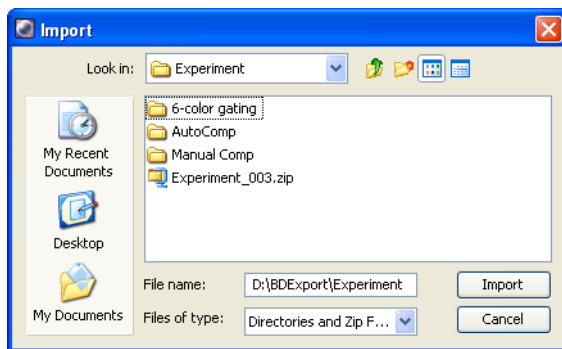 Import
Look in:
Experiment
6-color gating
AutoComp
Manual Comp
Experiment_003.zip
My Recent
Documents
Desktop
My Documents
File name:
D:\BDExport\Experiment
Import
Files of type:
Directories and Zip F...
Cancel